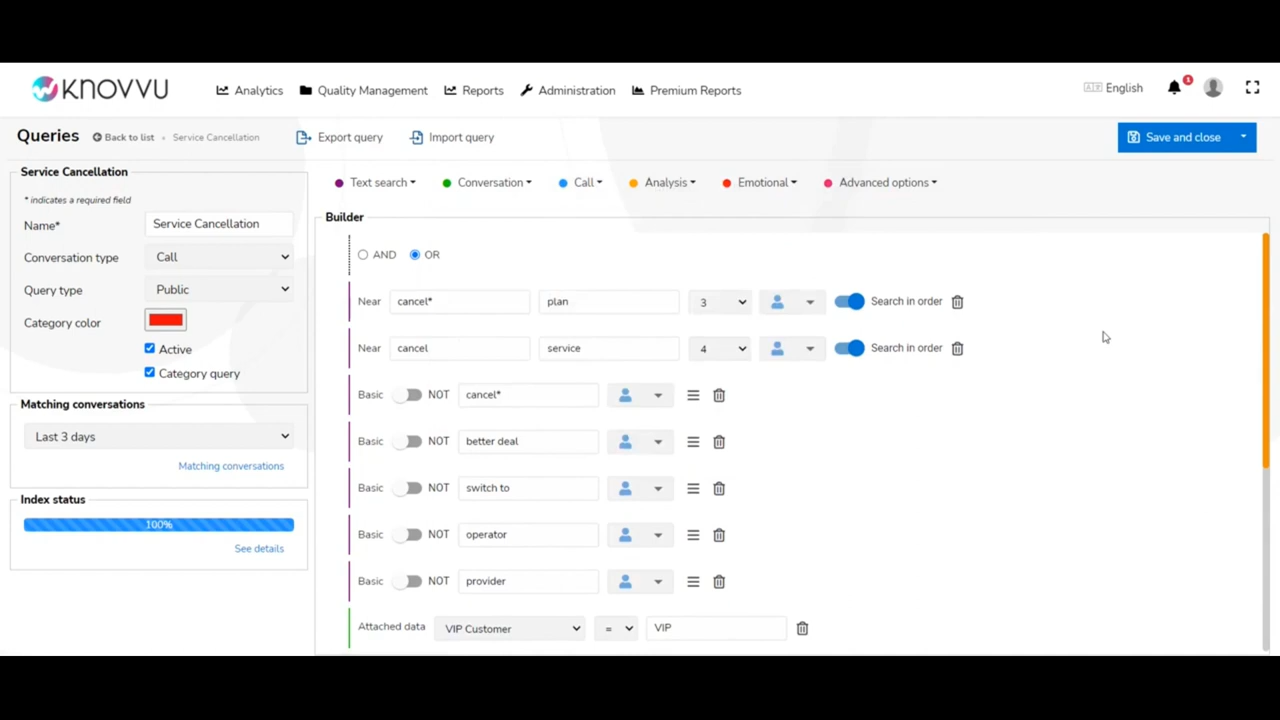 KNOVVU
Analytics Quality Management Reports Administration Premium Reports
English
1
Queries Back to list • Service Cancellation Export query Import query Save and close
Service Cancellation
* indicates a required field
Name* Service Cancellation
Conversation type Call
Query type Public
Category color
Active
Category query
Matching conversations
Last 3 days
Matching conversations
Index status
100%
See details
Text search Conversation Call Analysis Emotional Advanced options
Builder
AND OR
Near cancel* plan 3 Search in order
Near cancel service 4 Search in order
Basic NOT cancel*
Basic NOT better deal
Basic NOT switch to
Basic NOT operator
Basic NOT provider
Attached data VIP Customer = VIP